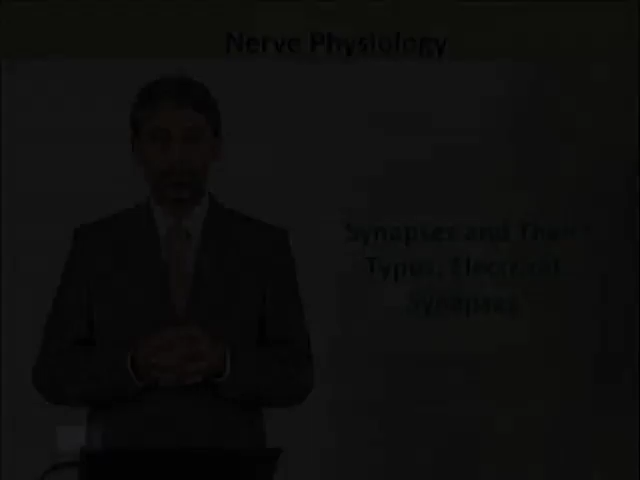 Nerve Physiology
Synapses and Their
Types, Electrical
Synapses